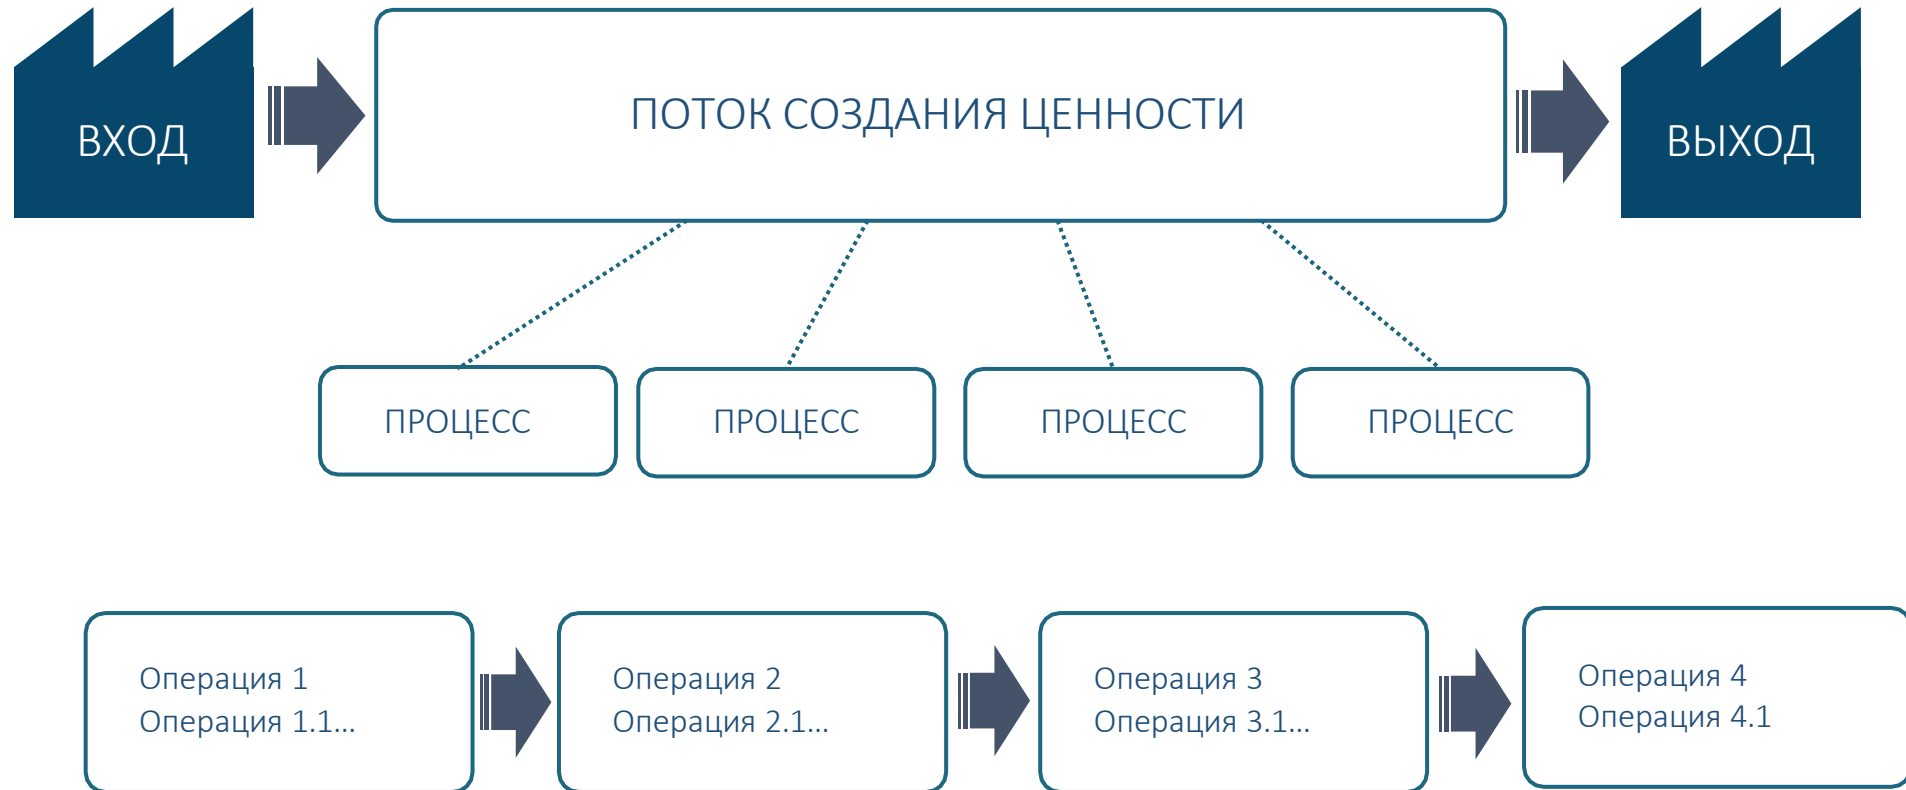 ВХОД
ПОТОК СОЗДАНИЯ ЦЕННОСТИ
ВЫХОД
ПРОЦЕСС
ПРОЦЕСС
ПРОЦЕСС
ПРОЦЕСС
Операция 1
Операция 1.1...
Операция 2
Операция 2.1...
Операция 3
Операция 3.1...
Операция 4
Операция 4.1